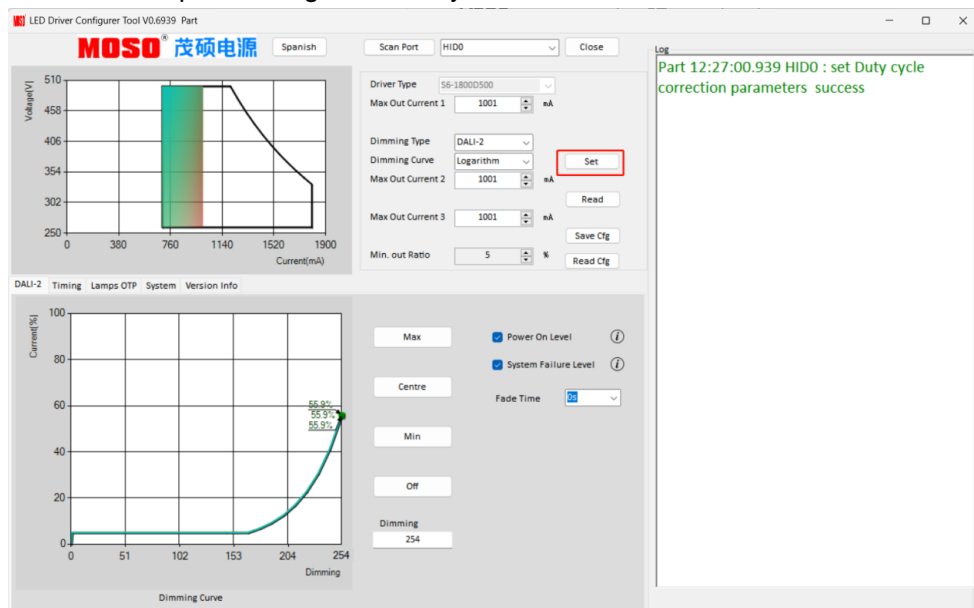 MOSO LED Driver Configurer Tool V0.6939 Part
MOSO® 茂硕电源
Spanish
Scan Port HID0 Close
Voltage[V]
510
458
406
354
302
250
0 380 760 1140 1520 1900
Current(mA)
Driver Type S6-1800D500
Max Out Current 1 1001 mA
Dimming Type DALI-2
Dimming Curve Logarithm Set
Max Out Current 2 1001 mA
Read
Max Out Current 3 1001 mA
Save Cfg
Min. out Ratio 5 %
Read Cfg
DALI-2 Timing Lamps OTP System Version Info
Current[%]
100
80
60
40
20
0
55.9%
55.9%
55.9%
0 51 102 153 204 254
Dimming
Dimming Curve
Max
Centre
Min
Off
Dimming
254
Power On Level i
System Failure Level i
Fade Time 0s
Log
Part 12:27:00.939 HID0 : set Duty cycle
correction parameters success